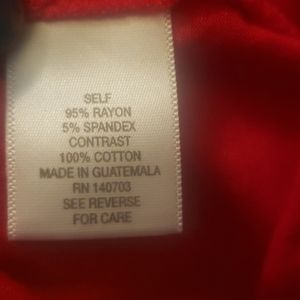 SELF
95% RAYON
5% SPANDEX
CONTRAST
100% COTTON
MADE IN GUATEMALA
RN 140703
SEE REVERSE
FOR CARE